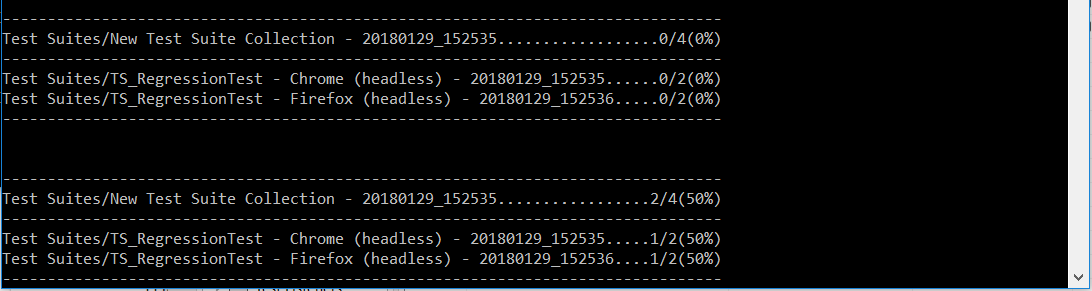 --------------------------------------------------------------------------------
Test Suites/New Test Suite Collection - 20180129_152535..................0/4(0%)
--------------------------------------------------------------------------------
Test Suites/TS_RegressionTest - Chrome (headless) - 20180129_152535......0/2(0%)
Test Suites/TS_RegressionTest - Firefox (headless) - 20180129_152536.....0/2(0%)
--------------------------------------------------------------------------------
--------------------------------------------------------------------------------
Test Suites/New Test Suite Collection - 20180129_152535.................2/4(50%)
--------------------------------------------------------------------------------
Test Suites/TS_RegressionTest - Chrome (headless) - 20180129_152535.....1/2(50%)
Test Suites/TS_RegressionTest - Firefox (headless) - 20180129_152536....1/2(50%)
--------------------------------------------------------------------------------